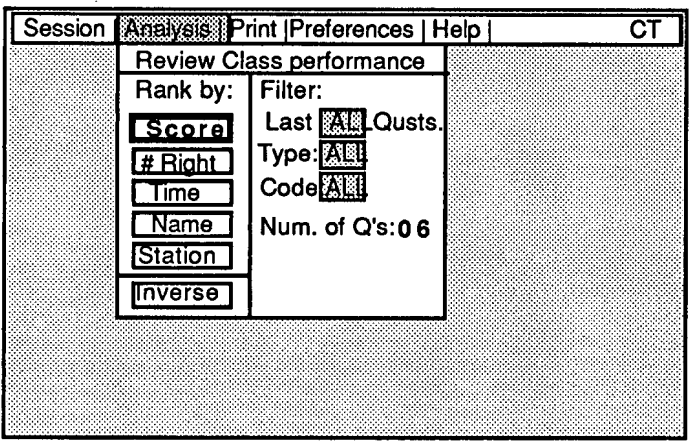 Session Analysis Print Preferences Help CT
Review Class performance
Rank by:
Score
# Right
Time
Name
Station
Inverse
Filter:
Last ALL Qusts.
Type: ALL
Code ALL
Num. of Q's: 06